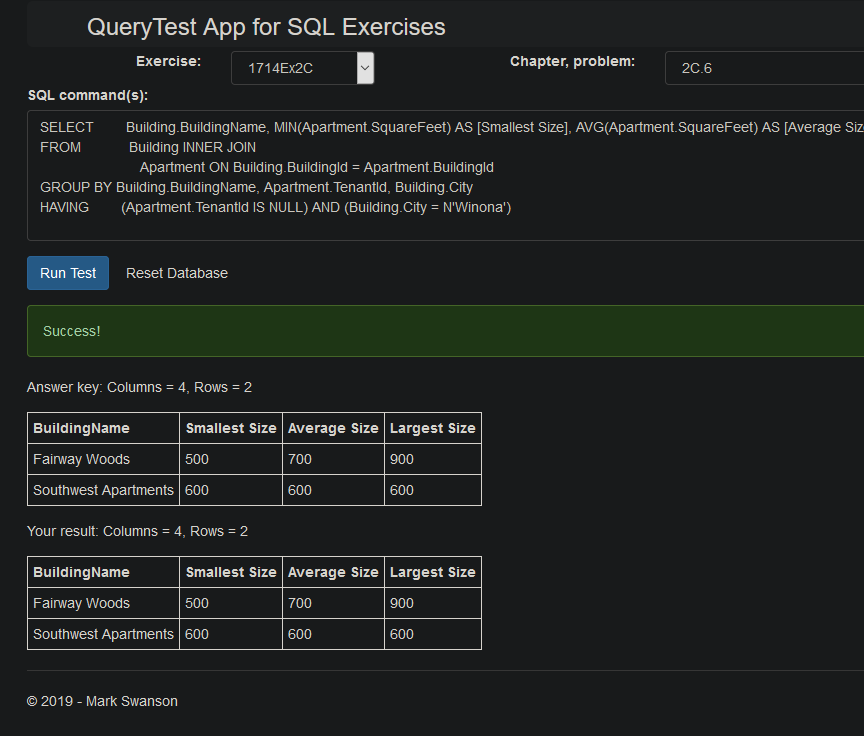 QueryTest App for SQL Exercises
Exercise: 1714Ex2C Chapter, problem: 2C.6
SQL command(s):
SELECT Building.BuildingName, MIN(Apartment.SquareFeet) AS [Smallest Size], AVG(Apartment.SquareFeet) AS [Average Siz
FROM Building INNER JOIN
Apartment ON Building.BuildingId = Apartment.BuildingId
GROUP BY Building.BuildingName, Apartment.TenantId, Building.City
HAVING (Apartment.TenantId IS NULL) AND (Building.City = N'Winona')
Run Test Reset Database
Success!
Answer key: Columns = 4, Rows = 2
BuildingName Smallest Size Average Size Largest Size
Fairway Woods 500 700 900
Southwest Apartments 600 600 600
Your result: Columns = 4, Rows = 2
BuildingName Smallest Size Average Size Largest Size
Fairway Woods 500 700 900
Southwest Apartments 600 600 600
© 2019 - Mark Swanson